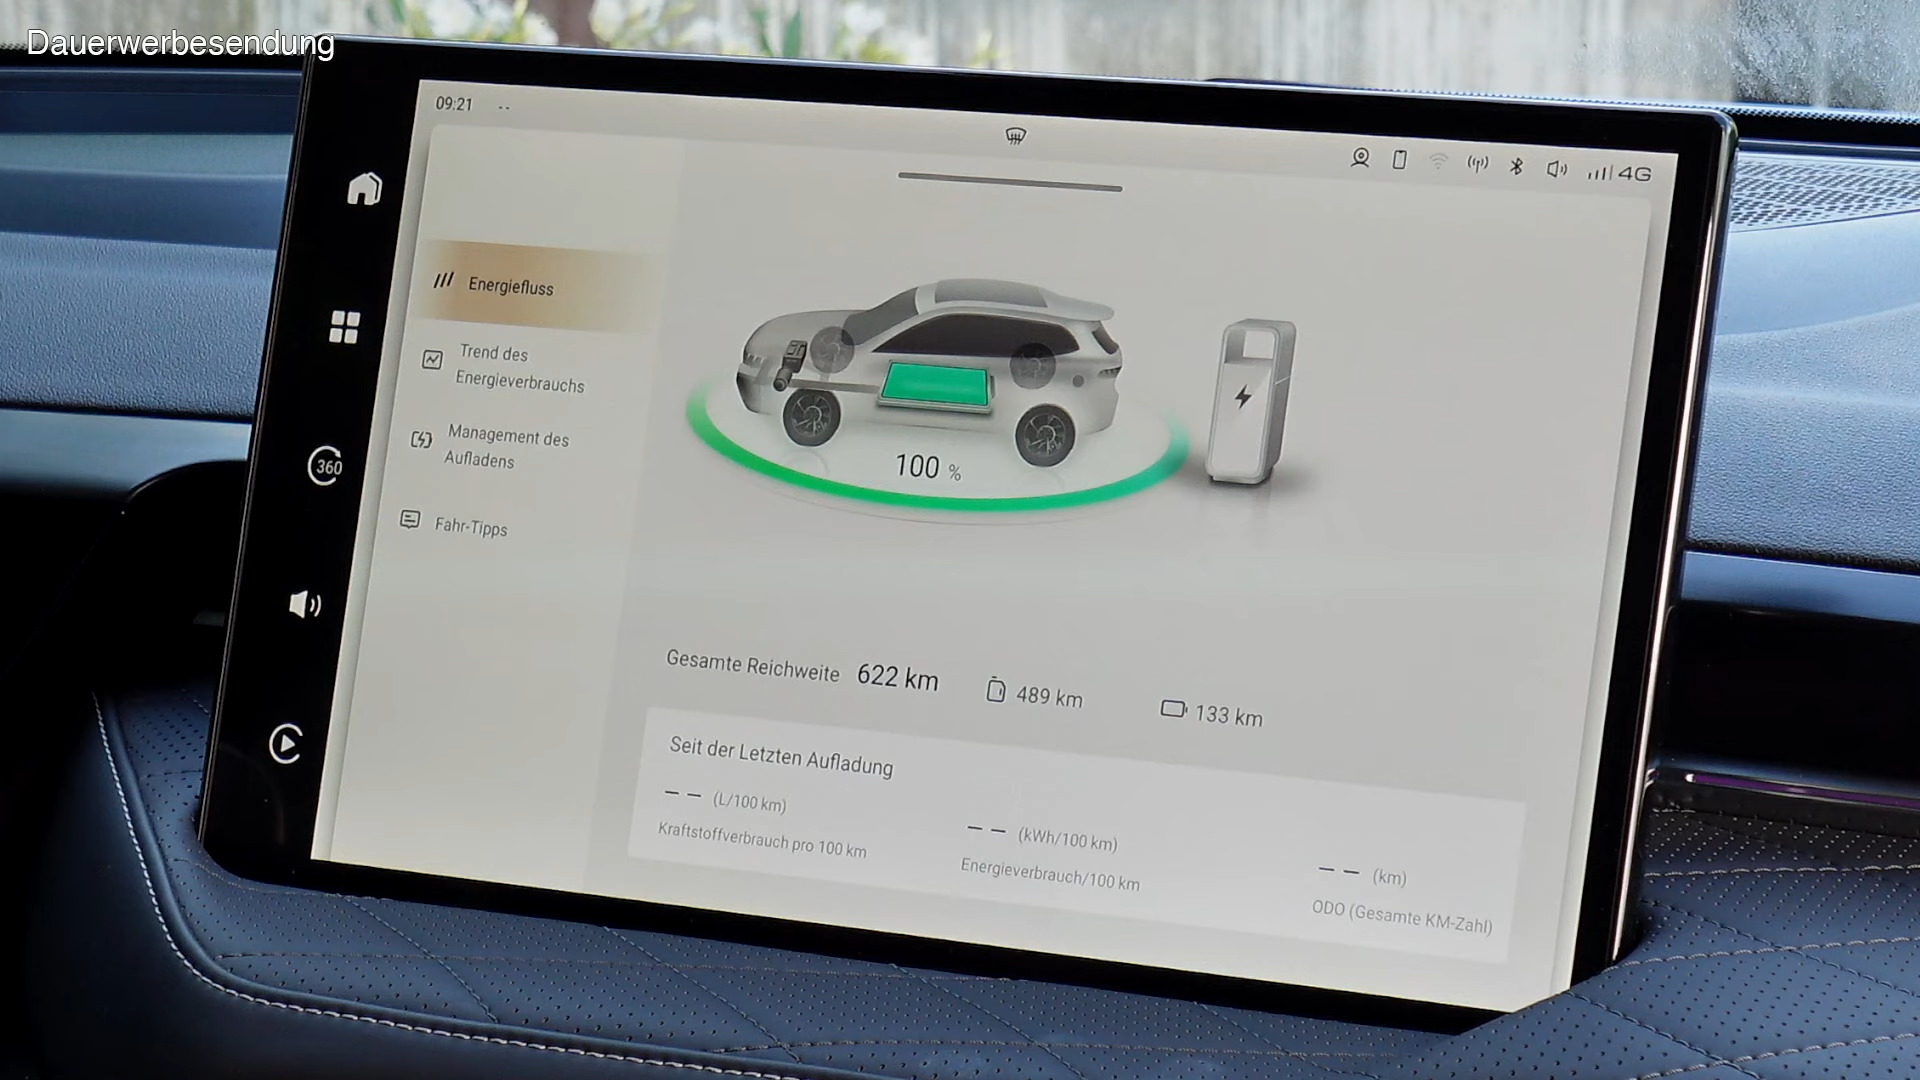 Dauerwerbesendung
09:21 --
4G
Energiefluss
Trend des
Energieverbrauchs
Management des
Aufladens
360
Fahr-Tipps
100 %
Gesamte Reichweite 622 km 489 km 133 km
Seit der Letzten Aufladung
-- (L/100 km)
Kraftstoffverbrauch pro 100 km
-- (kWh/100 km)
Energieverbrauch/100 km
-- (km)
ODO (Gesamte KM-Zahl)